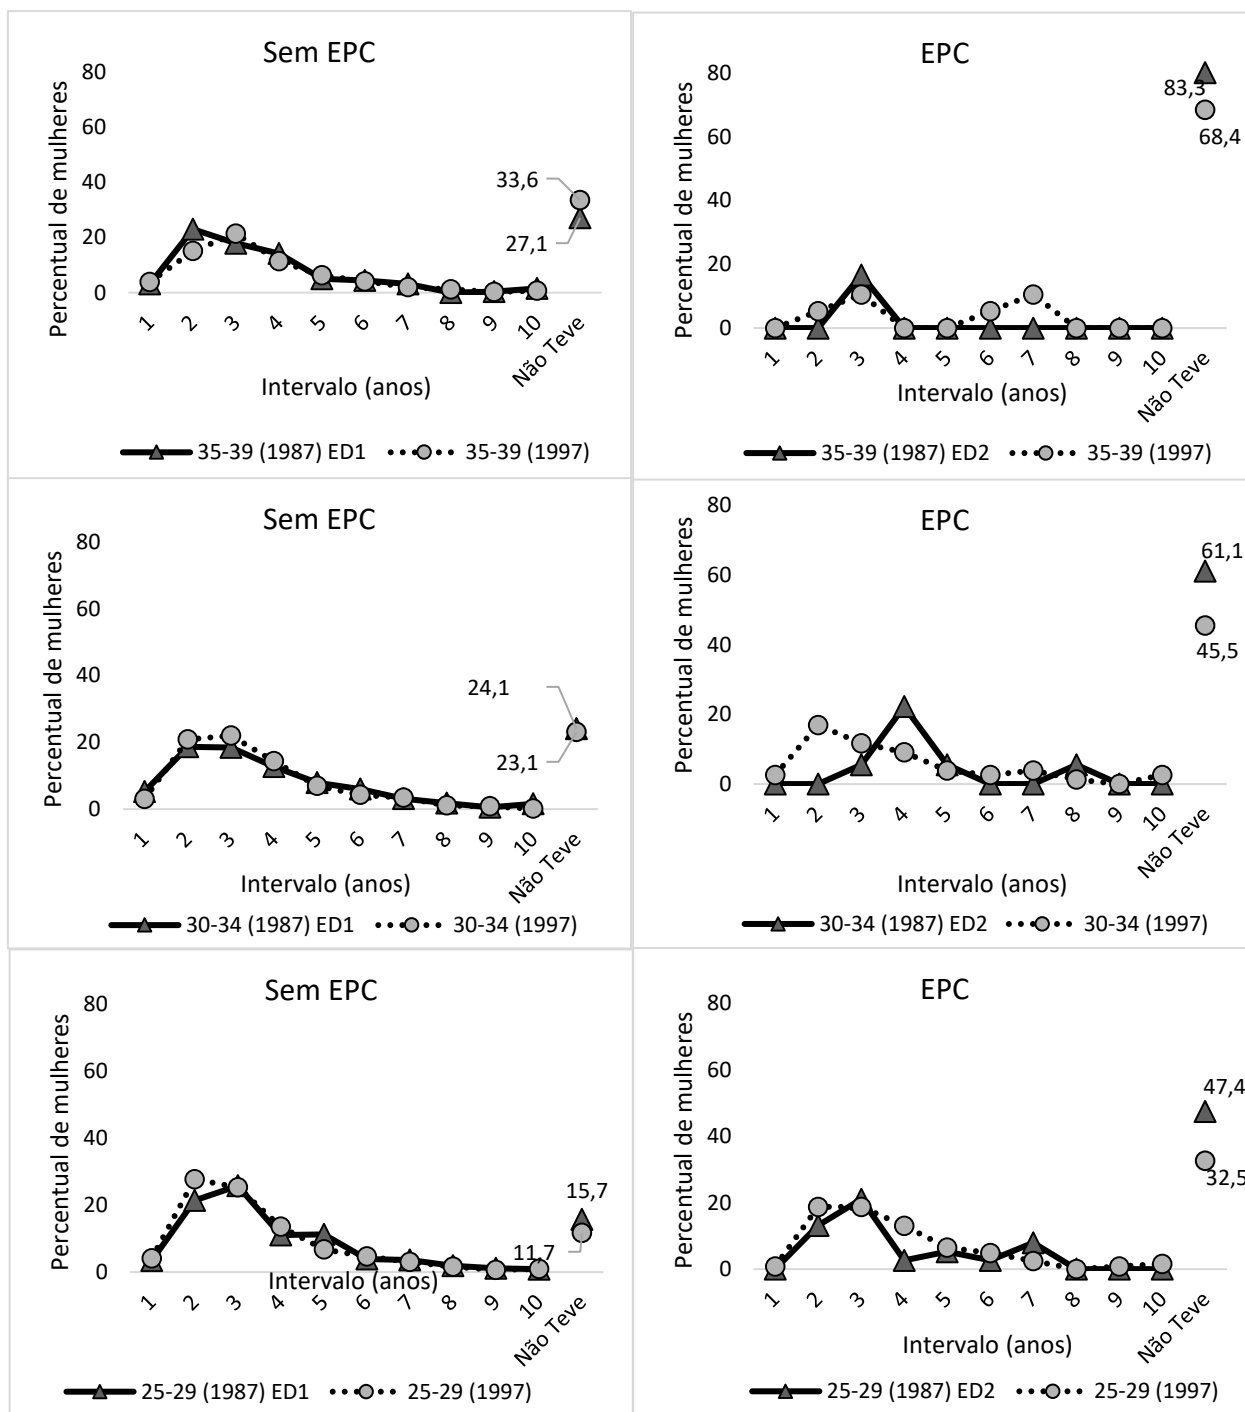 Sem EPC
Percentual de mulheres
80
60
40
20
0
33,6
27,1
1 2 3 4 5 6 7 8 9 10 Não Teve
Intervalo (anos)
35-39 (1987) ED1 35-39 (1997)
EPC
Percentual de mulheres
80
60
40
20
0
83,3
68,4
1 2 3 4 5 6 7 8 9 10 Não Teve
Intervalo (anos)
35-39 (1987) ED2 35-39 (1997)
Sem EPC
Percentual de mulheres
80
60
40
20
0
24,1
23,1
1 2 3 4 5 6 7 8 9 10 Não Teve
Intervalo (anos)
30-34 (1987) ED1 30-34 (1997)
EPC
Percentual de mulheres
80
60
40
20
0
61,1
45,5
1 2 3 4 5 6 7 8 9 10 Não Teve
Intervalo (anos)
30-34 (1987) ED2 30-34 (1997)
Sem EPC
Percentual de mulheres
80
60
40
20
0
15,7
11,7
Intervalo (anos)
1 2 3 4 5 6 7 8 9 10 Não Teve
25-29 (1987) ED1 25-29 (1997)
EPC
Percentual de mulheres
80
60
40
20
0
47,4
32,5
1 2 3 4 5 6 7 8 9 10 Não Teve
Intervalo (anos)
25-29 (1987) ED2 25-29 (1997)